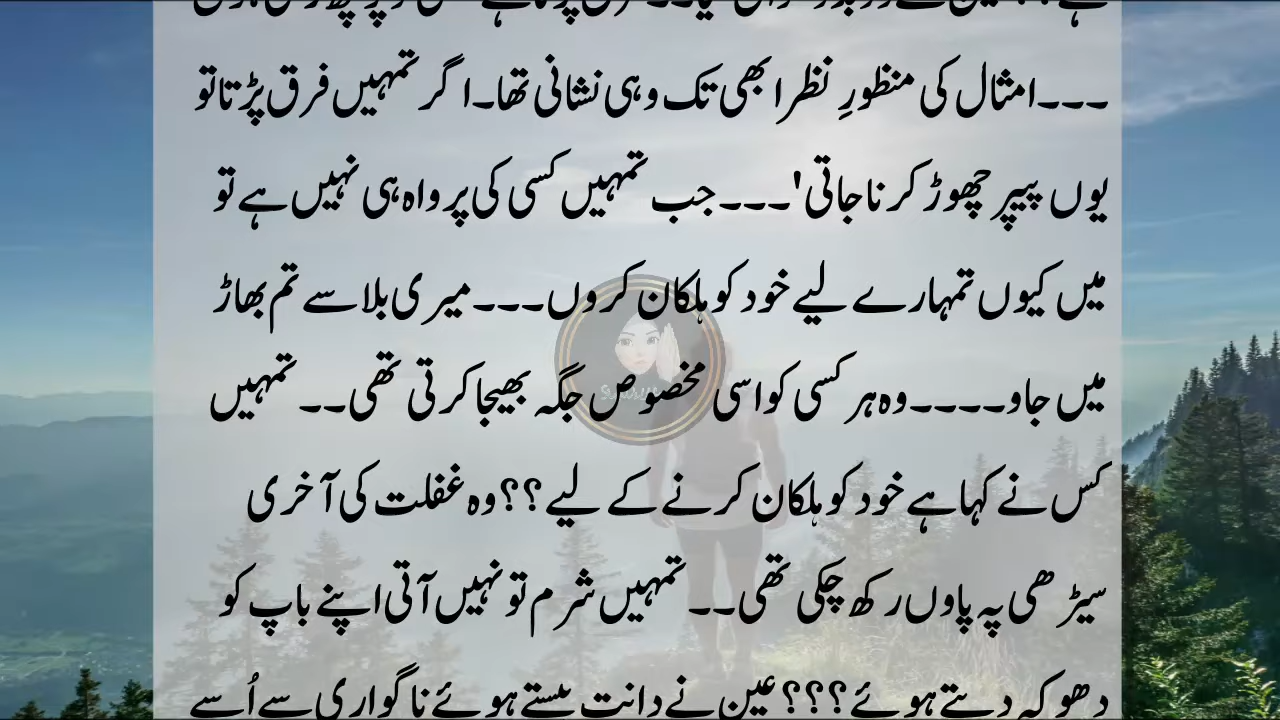 ۔۔۔امثال کی منظورِ نظر ابھی تک وہی نشانی تھا۔اگر تمہیں فرق پڑتا تو
یوں پیپر چھوڑ کر نا جاتی'۔۔۔جب تمہیں کسی کی پرواہ ہی نہیں ہے تو
میں کیوں تمہارے لیے خود کو ہلکان کروں۔۔۔میری بلا سے تم بھاڑ
میں جاو۔۔۔۔وہ ہر کسی کو اسی مخصوص جگہ بھیجا کرتی تھی۔۔تمہیں
کس نے کہا ہے خود کو ہلکان کرنے کے لیے؟؟وہ غفلت کی آخری
سیڑھی پہ پاوں رکھ چکی تھی۔۔تمہیں شرم تو نہیں آتی اپنے باپ کو
دھوکہ دیتے ہوئے؟؟؟عین نے دانت پیستے ہوئے ناگواری سے اُسے